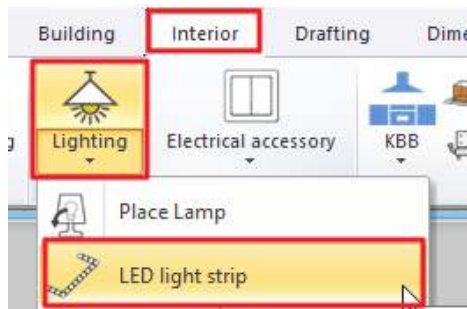 Building Interior Drafting Dime
Lighting Electrical accessory KBB
Place Lamp
LED light strip